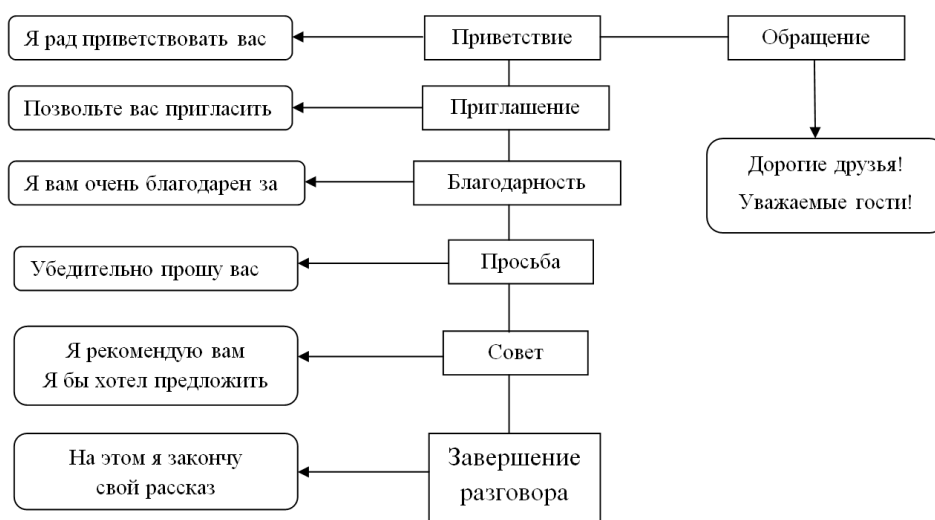 Я рад приветствовать вас
Приветствие
Обращение
Позвольте вас пригласить
Приглашение
Дорогие друзья!
Уважаемые гости!
Я вам очень благодарен за
Благодарность
Убедительно прошу вас
Просьба
Я рекомендую вам
Я бы хотел предложить
Совет
На этом я закончу
свой рассказ
Завершение
разговора